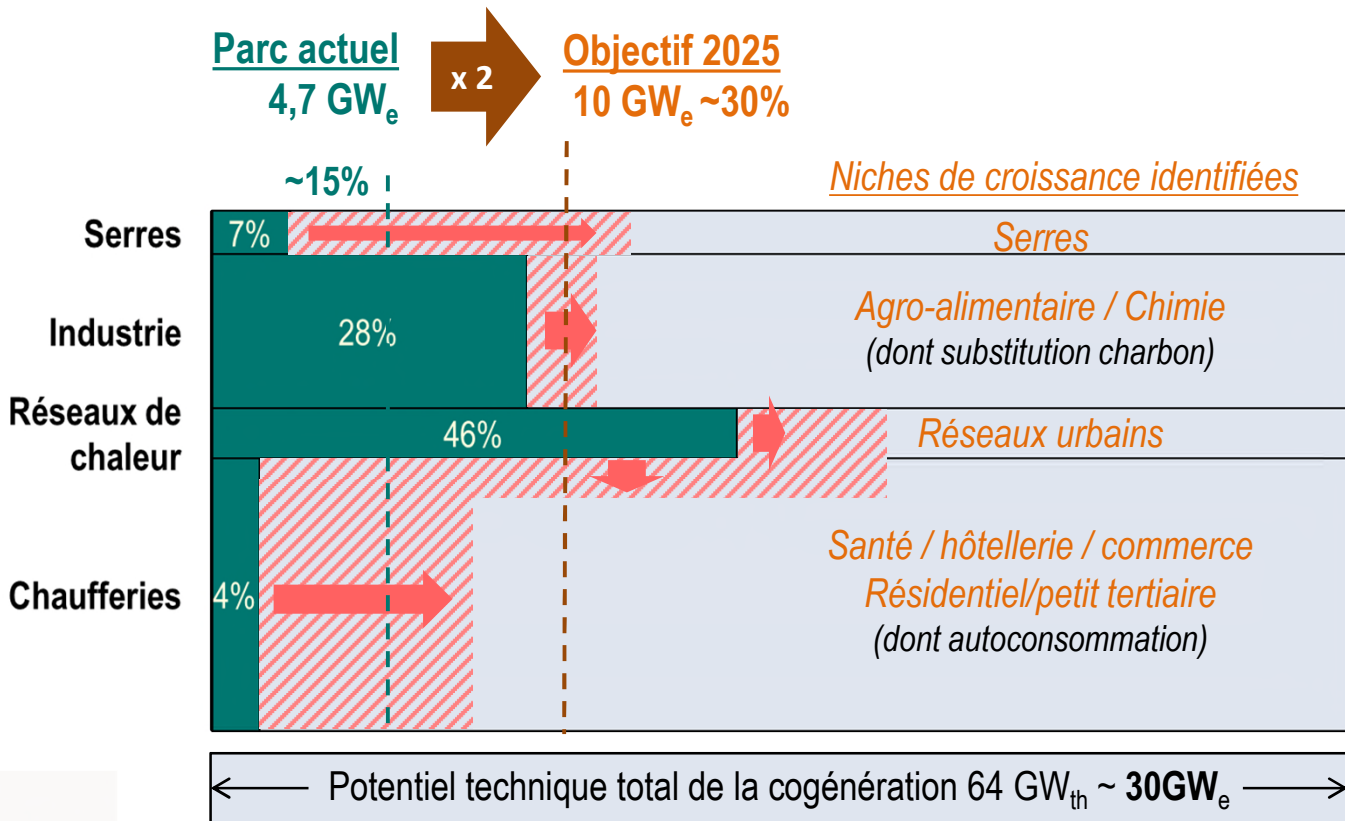 Parc actuel
4,7 GWe
x 2
Objectif 2025
10 GWe ~30%
~15%
Niches de croissance identifiées
Serres
7%
Serres
Industrie
28%
Agro-alimentaire / Chimie
(dont substitution charbon)
Réseaux de
chaleur
46%
Réseaux urbains
Chaufferies
4%
Santé / hôtellerie / commerce
Résidentiel/petit tertiaire
(dont autoconsommation)
Potentiel technique total de la cogénération 64 GWth ~ 30GWe